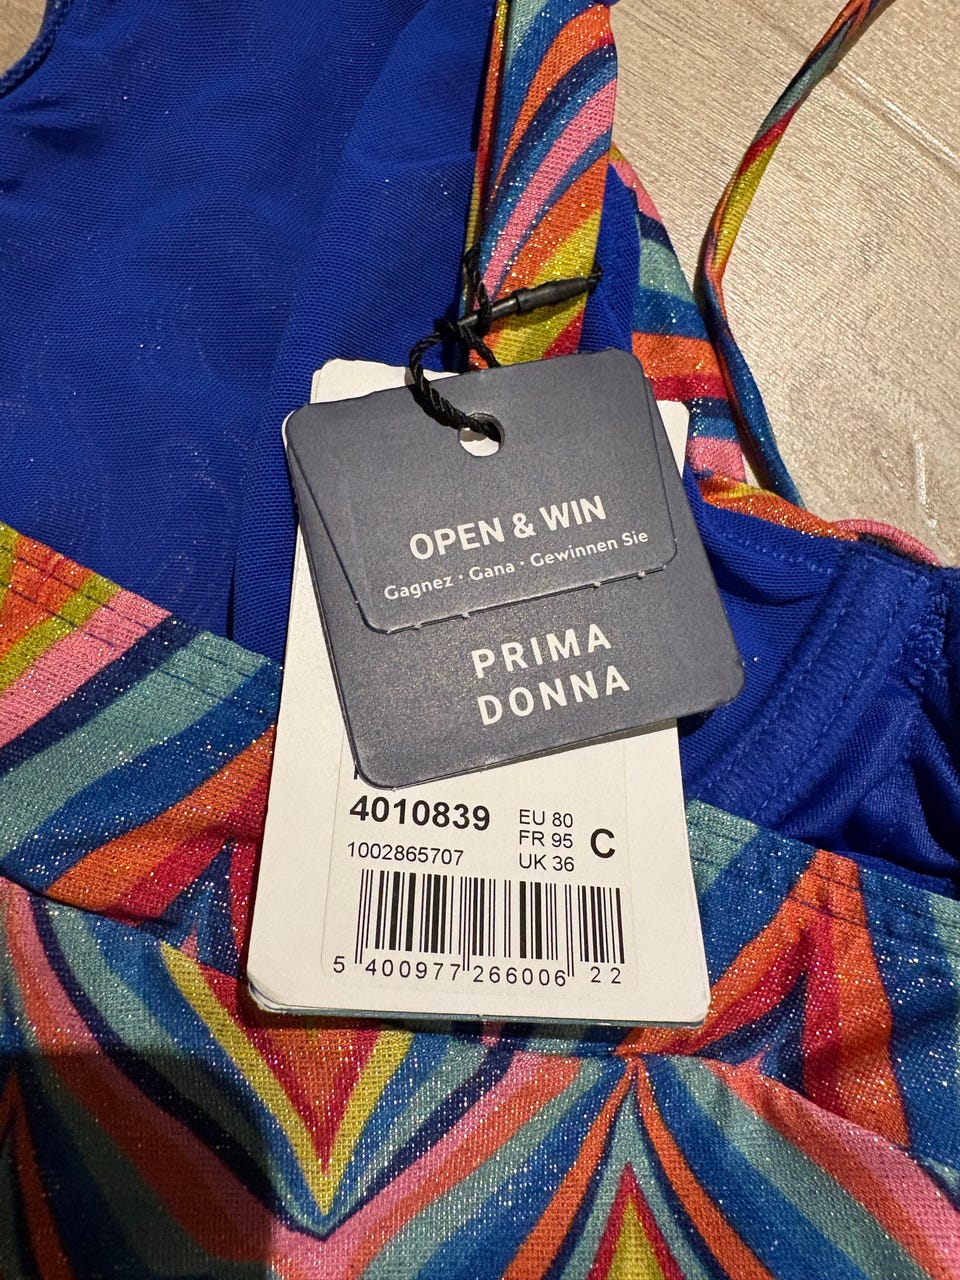 OPEN & WIN
Gagnez · Gana · Gewinnen Sie
PRIMA
DONNA
4010839
1002865707
EU 80
FR 95
UK 36
C
5 400977 266006 22